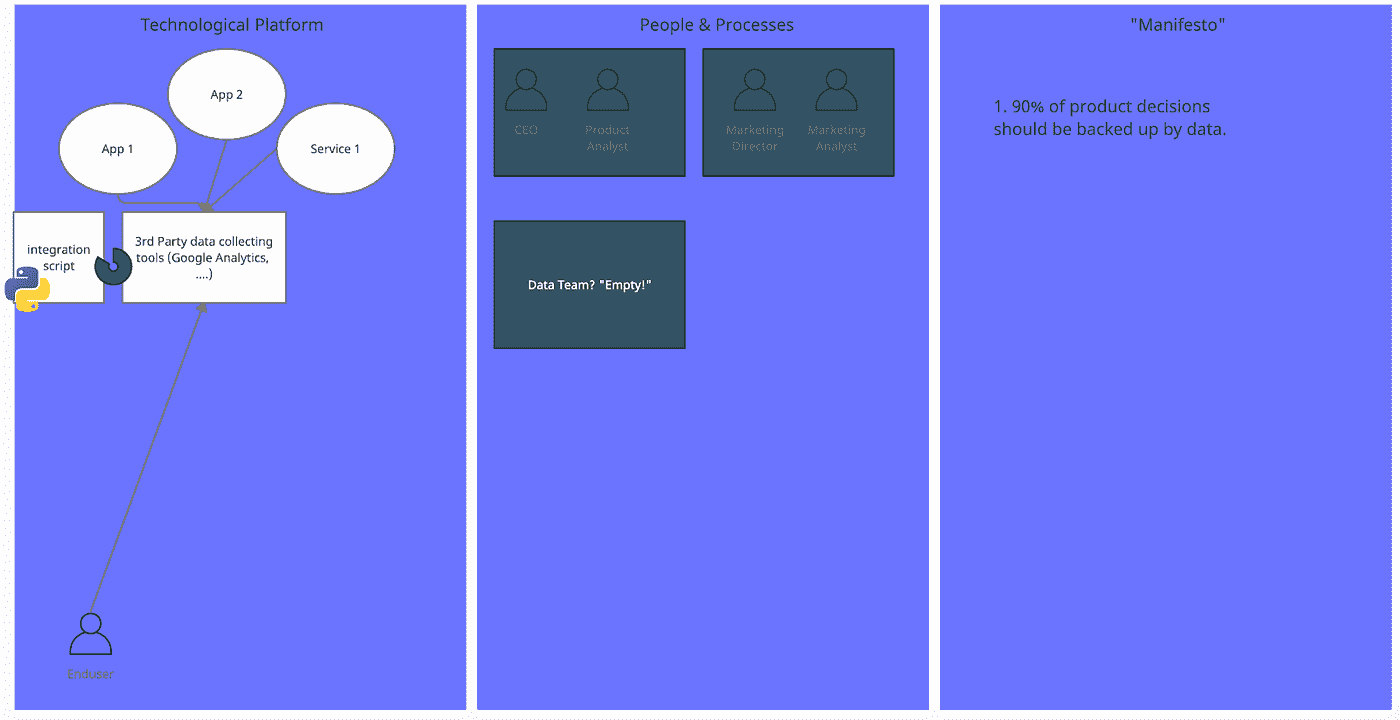 Technological Platform
App 2
App 1
Service 1
integration
script
3rd Party data collecting
tools (Google Analytics,
....)
Enduser
People & Processes
CEO
Product
Analyst
Marketing
Director
Marketing
Analyst
Data Team? "Empty!"
"Manifesto"
1. 90% of product decisions
should be backed up by data.